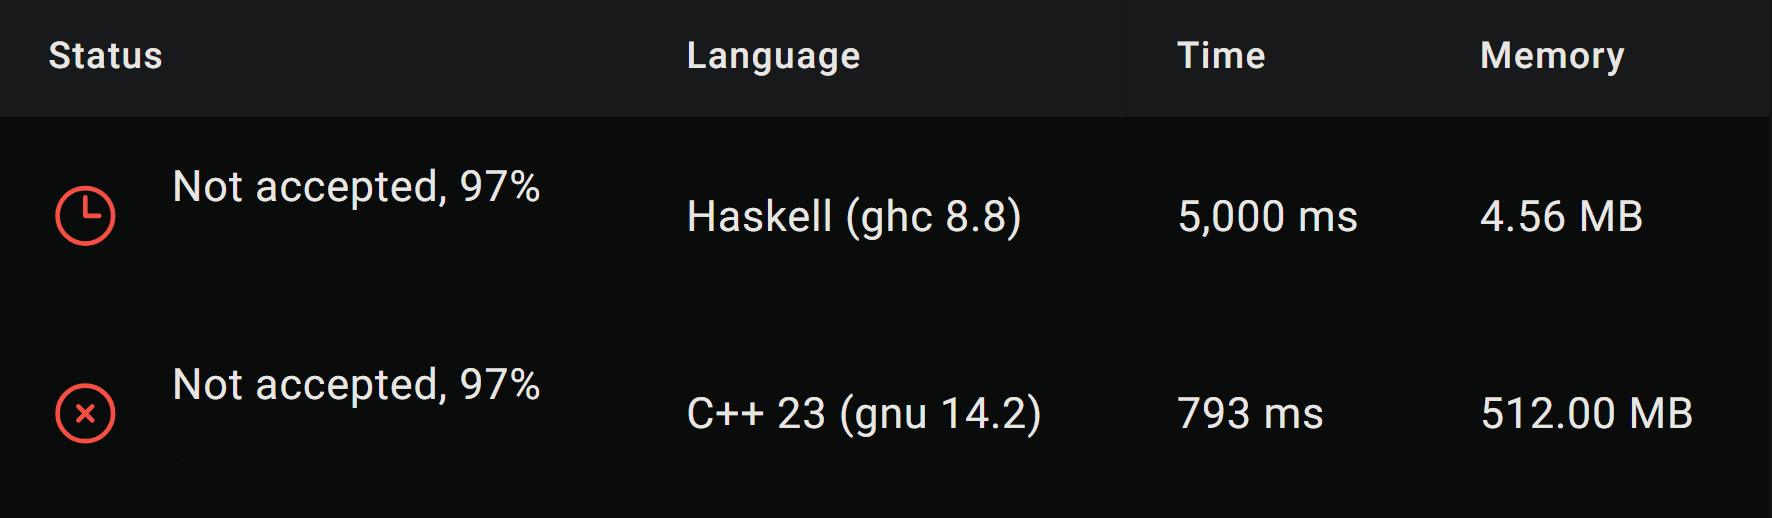 Status Language Time Memory
Not accepted, 97% Haskell (ghc 8.8) 5,000 ms 4.56 MB
Not accepted, 97% C++ 23 (gnu 14.2) 793 ms 512.00 MB